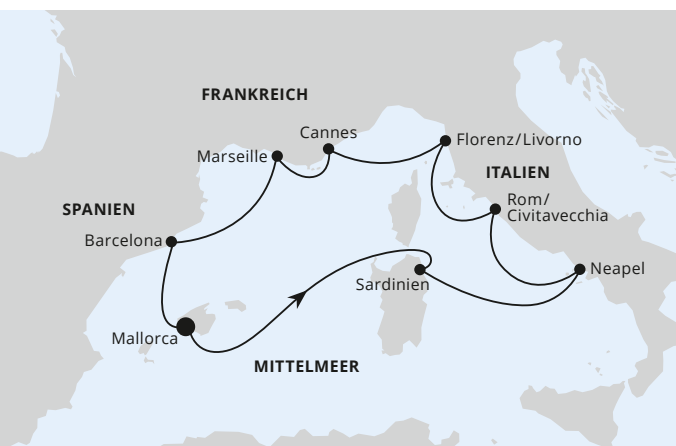 FRANKREICH
Cannes
Marseille
Florenz/Livorno
ITALIEN
Rom/
Civitavecchia
SPANIEN
Barcelona
Neapel
Sardinien
Mallorca
MITTELMEER